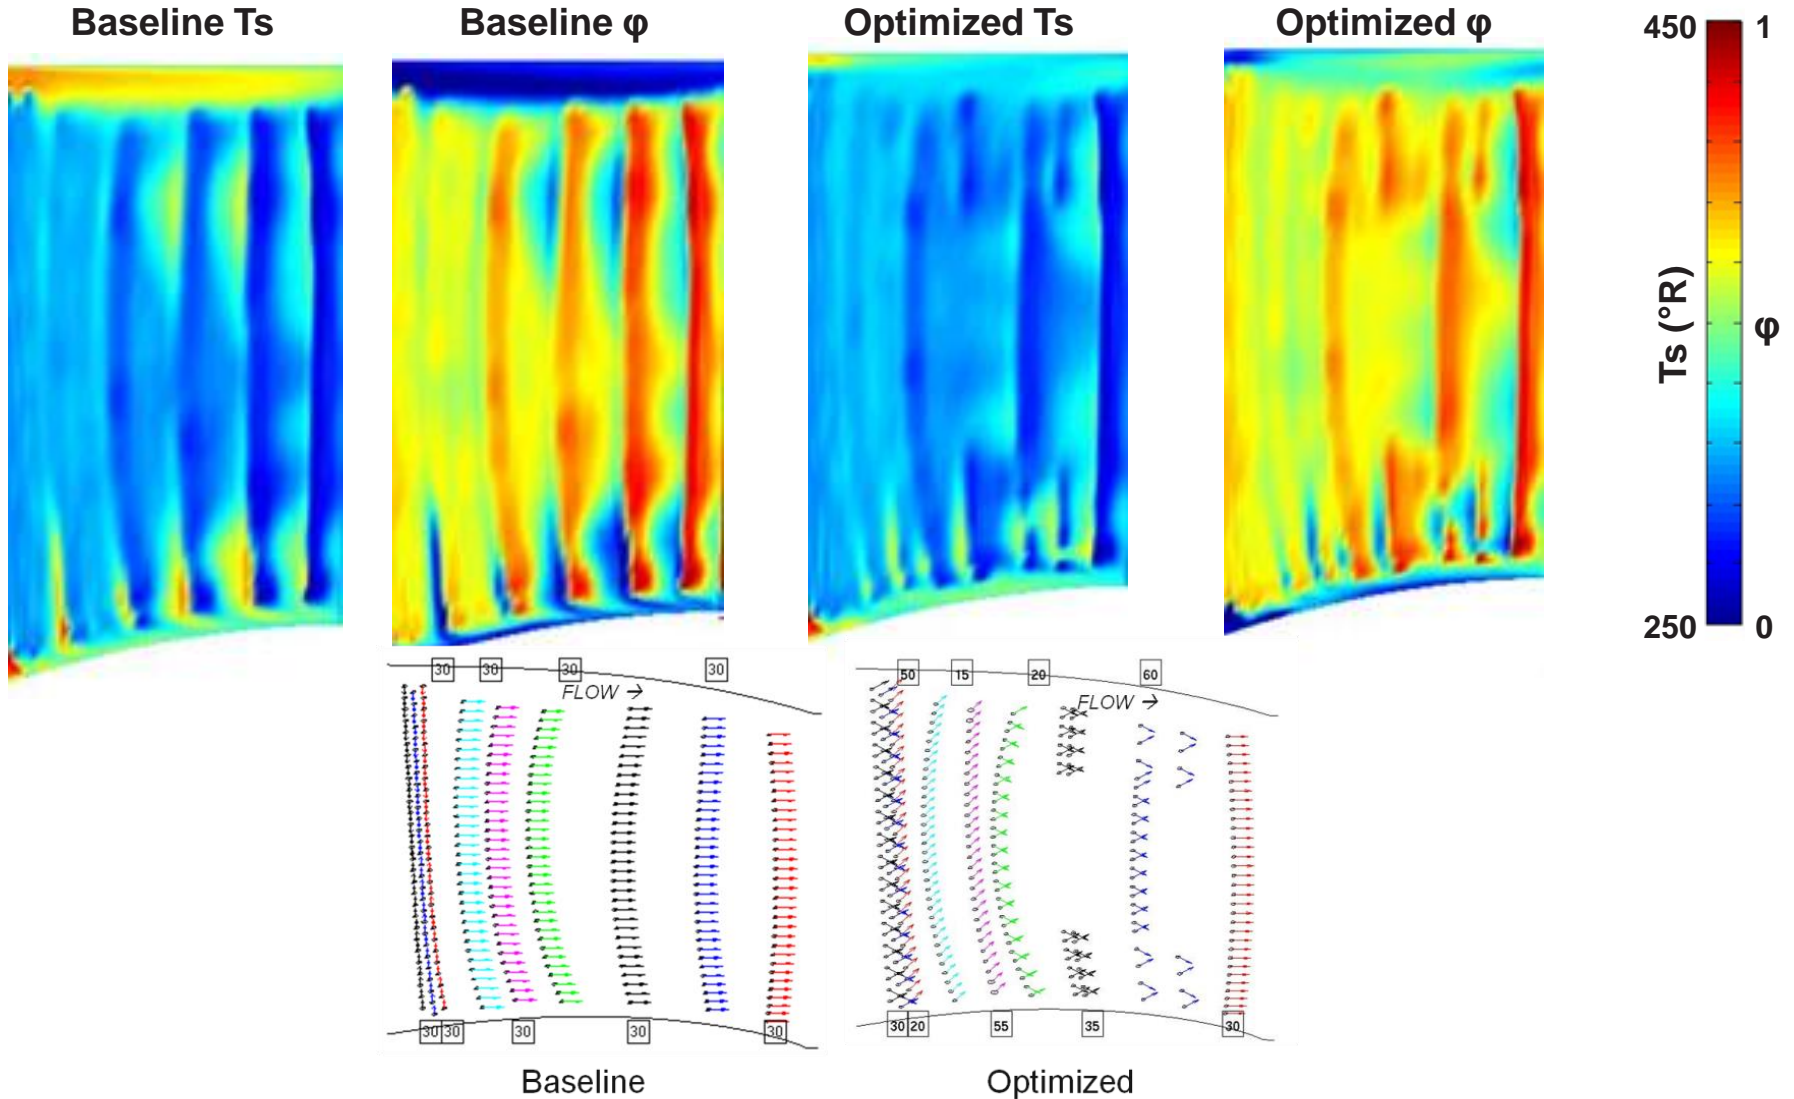 Baseline Ts
Baseline φ
Optimized Ts
Optimized φ
450
1
Ts (°R)
φ
250
0
30
30
30
30
FLOW →
30
30
30
30
30
Baseline
50
15
20
60
FLOW →
30
20
55
35
30
Optimized